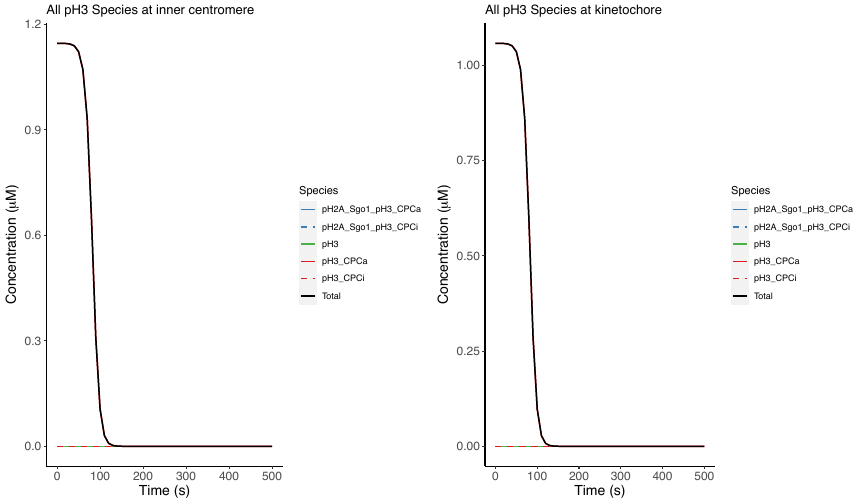 All pH3 Species at inner centromere
1.2
0.9
0.6
0.3
0.0
Concentration (μM)
0
100
200
300
400
500
Time (s)
Species
pH2A_Sgo1_pH3_CPCa
pH2A_Sgo1_pH3_CPCi
pH3
pH3_CPCa
pH3_CPCi
Total
All pH3 Species at kinetochore
1.00
0.75
0.50
0.25
0.00
Concentration (μM)
0
100
200
300
400
500
Time (s)
Species
pH2A_Sgo1_pH3_CPCa
pH2A_Sgo1_pH3_CPCi
pH3
pH3_CPCa
pH3_CPCi
Total